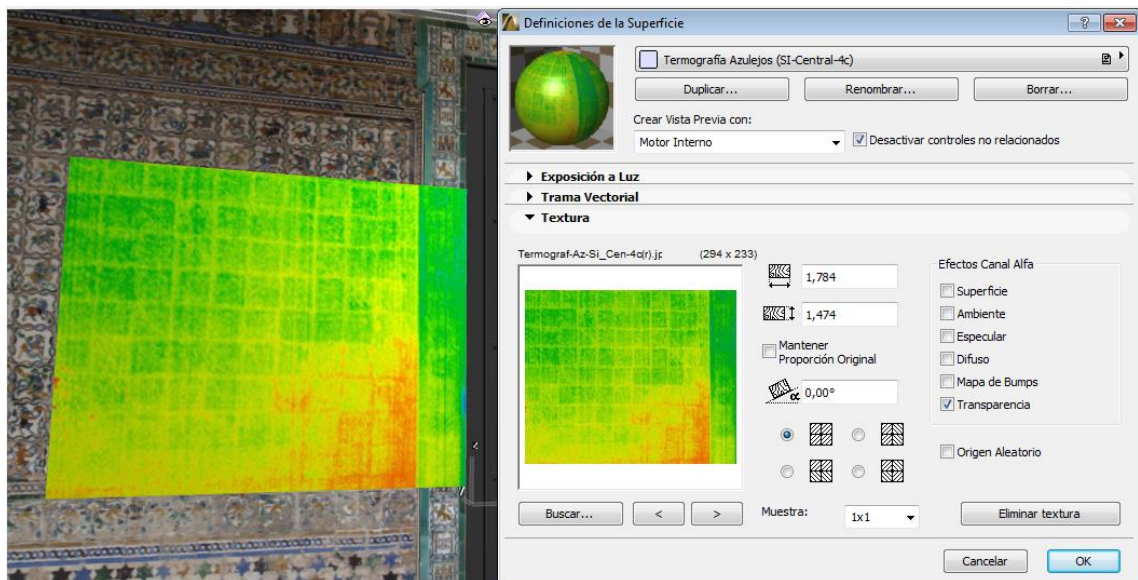 Definiciones de la Superficie
Termografía Azulejos (SI-Central-4c)
Duplicar...
Renombrar...
Borrar...
Crear Vista Previa con:
Motor Interno
Desactivar controles no relacionados
Exposición a Luz
Trama Vectorial
Textura
Termograf-Az-Si_Cen-4c(r).jp (294 x 233)
1,784
1,474
Mantener
Proporción Original
α 0,00°
Efectos Canal Alfa
Superficie
Ambiente
Especular
Difuso
Mapa de Bumps
Transparencia
Origen Aleatorio
Buscar...
<
>
Muestra:
1x1
Eliminar textura
Cancelar
OK
z
y